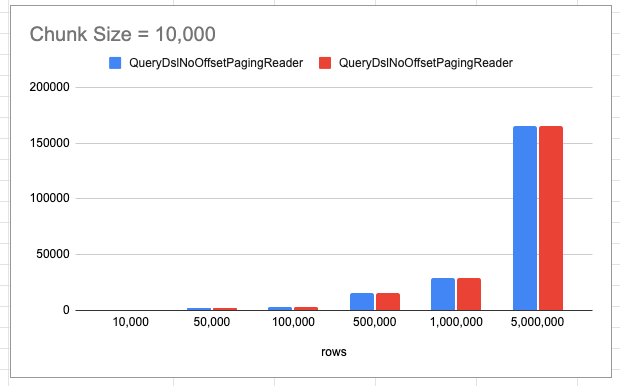 Chunk Size = 10,000
QueryDslNoOffsetPagingReader QueryDslNoOffsetPagingReader
200000
150000
100000
50000
0
10,000 50,000 100,000 500,000 1,000,000 5,000,000
rows